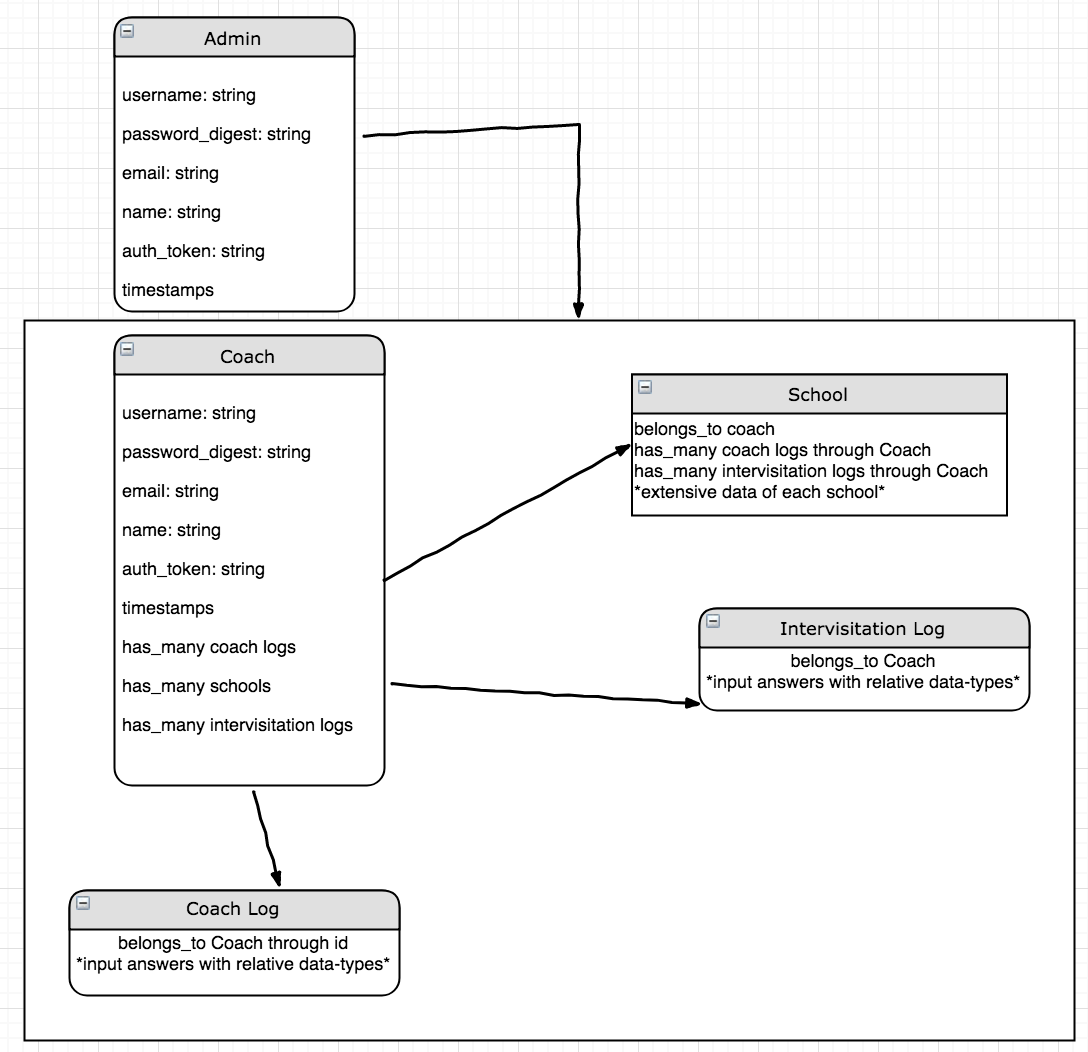 Admin
username: string
password_digest: string
email: string
name: string
auth_token: string
timestamps
Coach
username: string
password_digest: string
email: string
name: string
auth_token: string
timestamps
has_many coach logs
has_many schools
has_many intervisitation logs
School
belongs_to coach
has_many coach logs through Coach
has_many intervisitation logs through Coach
*extensive data of each school*
Intervisitation Log
belongs_to Coach
*input answers with relative data-types*
Coach Log
belongs_to Coach through id
*input answers with relative data-types*